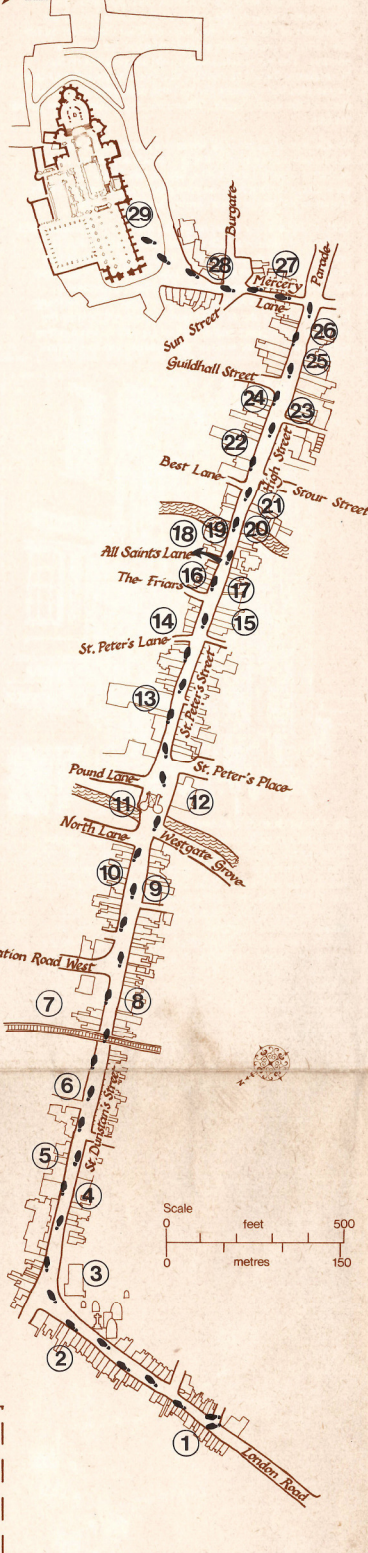 29
Burgate
28
27
Mercery
Lane
Parade
Sun Street
26
Guildhall Street
25
24
23
22
High Street
Best Lane
Stour Street
21
18
19
20
All Saints Lane
16
The Friars
17
14
15
St. Peter's Lane
St. Peter's Street
13
Pound Lane
St. Peter's Place
11
12
North Lane
Westgate Grove
10
9
ation Road West
7
8
6
St. Dunstan's Street
5
4
Scale
0 feet 500
0 metres 150
3
2
1
London Road